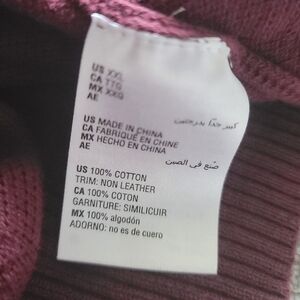 US XXL
CA TTG
MX XXG
AE كبير جدًا بدرجتين
US MADE IN CHINA
CA FABRIQUÉ EN CHINE
MX HECHO EN CHINA
AE صنع في الصين
US 100% COTTON
TRIM: NON LEATHER
CA 100% COTON
GARNITURE: SIMILICUIR
MX 100% algodón
ADORNO: no es de cuero